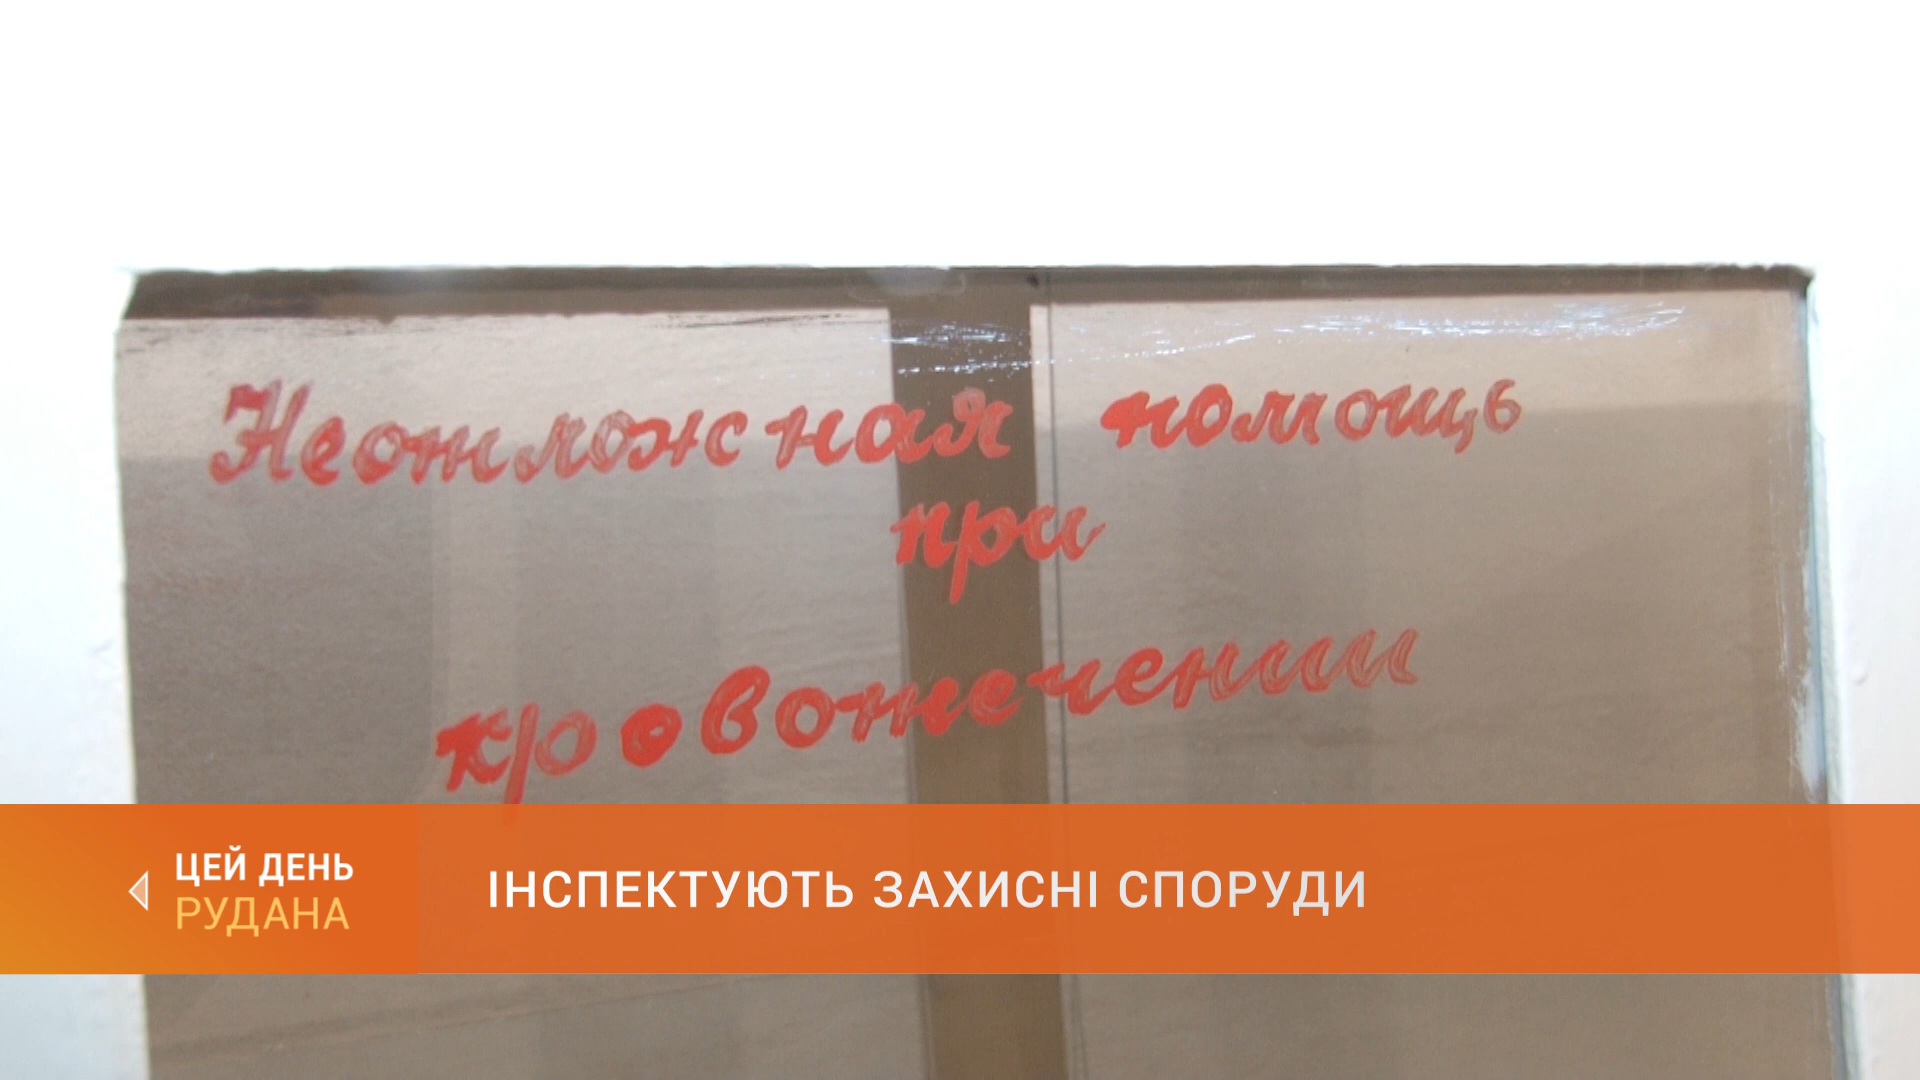 Неотложная помощь
при
кровотечении
ЦЕЙ ДЕНЬ
РУДАНА
ІНСПЕКТУЮТЬ ЗАХИСНІ СПОРУДИ